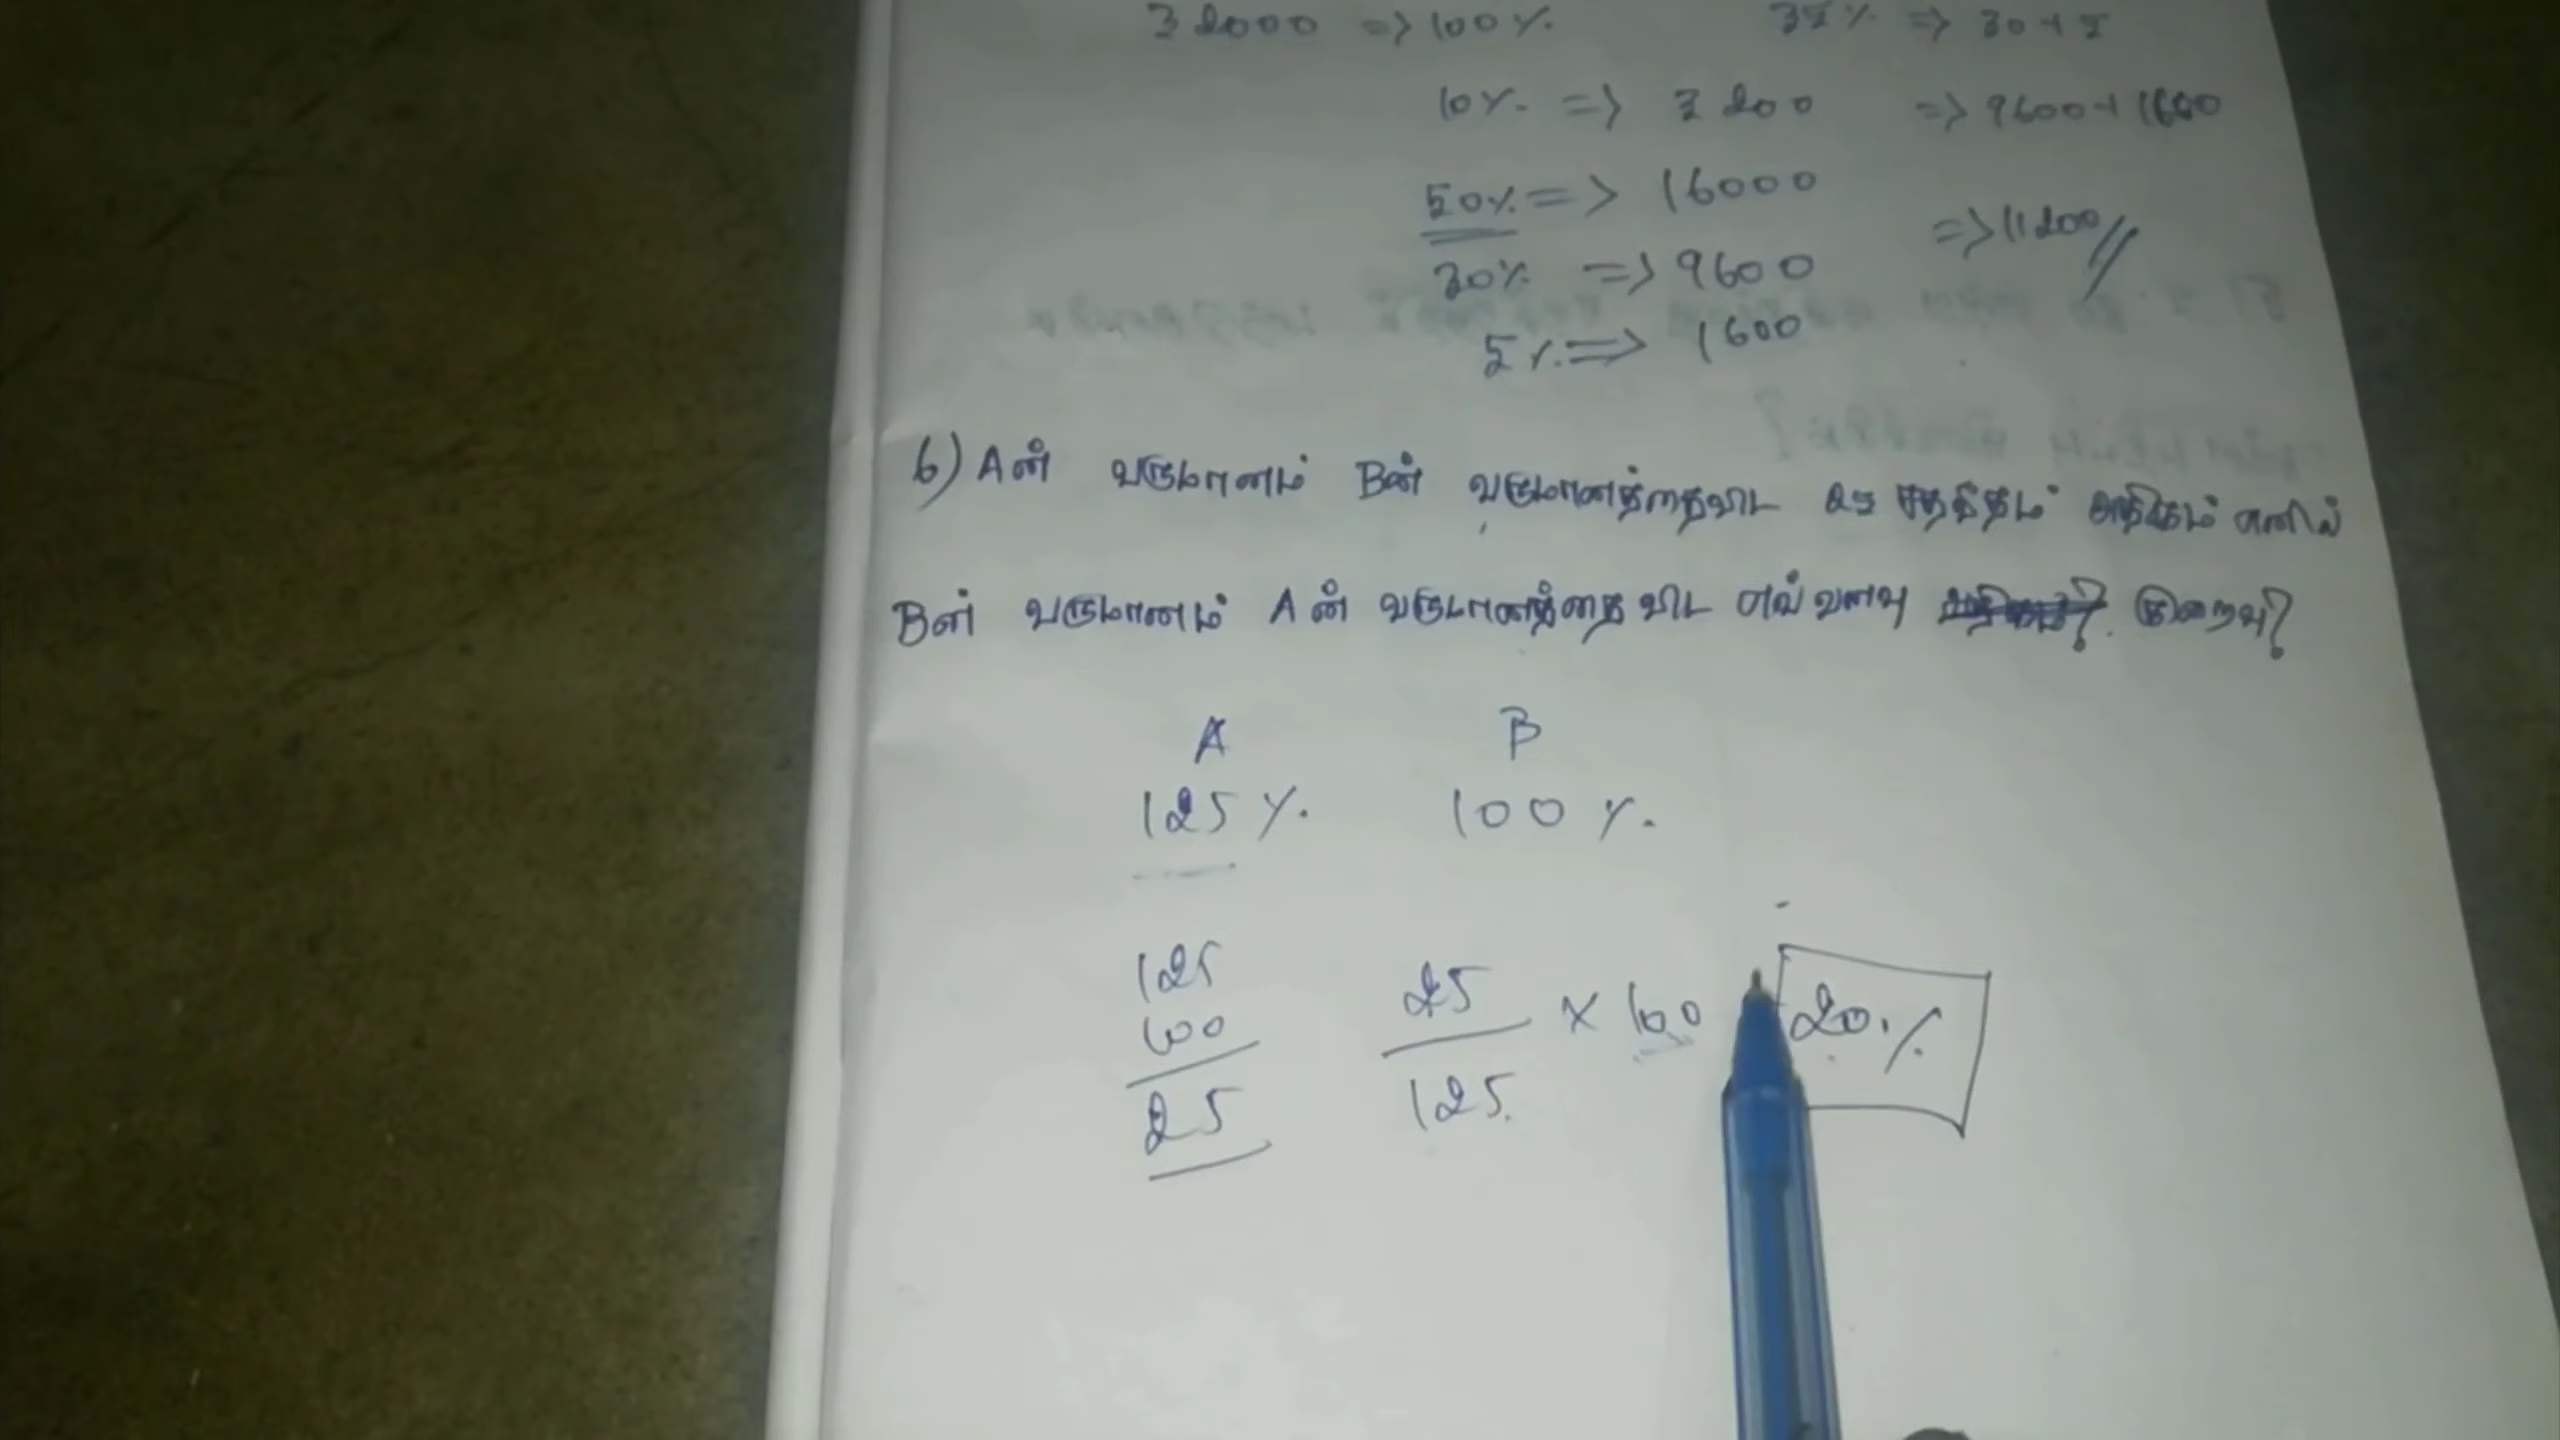 32000 => 100%
35% => 30+5
10% => 3200
=> 9600+1600
50% => 16000
=> 11200//
30% => 9600
5% => 1600
6) Aன் வருமானம் Bன் வருமானத்தைவிட 25 சதவீதம் அதிகம் எனில்
Bன் வருமானம் Aன் வருமானத்தை விட எவ்வளவு குறைவு?
A B
125% 100%
125
100
25
25
125
× 100
20%